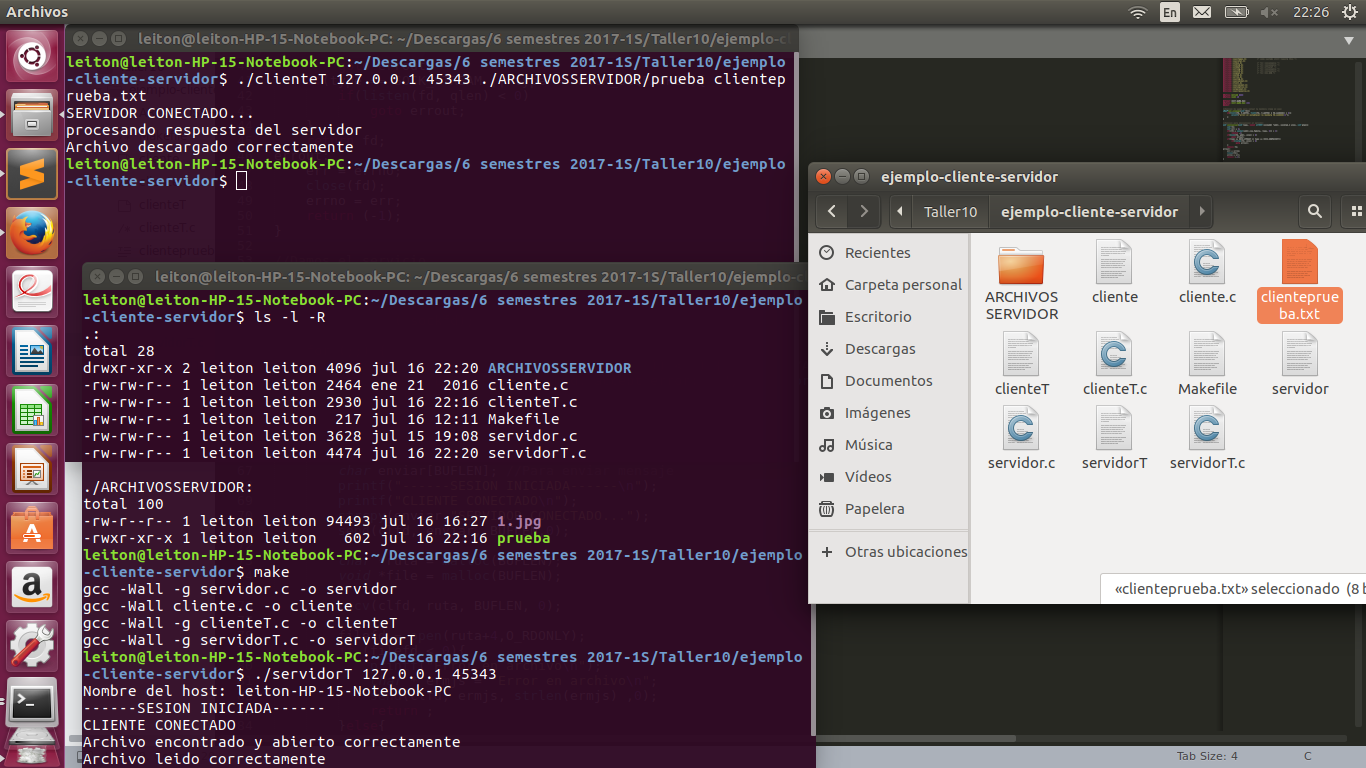 Archivos
En
22:26
leiton@leiton-HP-15-Notebook-PC: ~/Descargas/6 semestres 2017-1S/Taller10/ejemplo-c
leiton@leiton-HP-15-Notebook-PC:~/Descargas/6 semestres 2017-1S/Taller10/ejemplo
-cliente-servidor$ ./clienteT 127.0.0.1 45343 ./ARCHIVOSSERVIDOR/prueba clientep
rueba.txt
SERVIDOR CONECTADO...
procesando respuesta del servidor
Archivo descargado correctamente
leiton@leiton-HP-15-Notebook-PC:~/Descargas/6 semestres 2017-1S/Taller10/ejemplo
-cliente-servidor$
clienteT
clienteT.c
leiton@leiton-HP-15-Notebook-PC: ~/Descargas/6 semestres 2017-1S/Taller10/ejemplo-c
leiton@leiton-HP-15-Notebook-PC:~/Descargas/6 semestres 2017-1S/Taller10/ejemplo
-cliente-servidor$ ls -l -R
.:
total 28
drwxr-xr-x 2 leiton leiton 4096 jul 16 22:20 ARCHIVOSSERVIDOR
-rw-rw-r-- 1 leiton leiton 2464 ene 21  2016 cliente.c
-rw-rw-r-- 1 leiton leiton 2930 jul 16 22:16 clienteT.c
-rw-rw-r-- 1 leiton leiton  217 jul 16 12:11 Makefile
-rw-rw-r-- 1 leiton leiton 3628 jul 15 19:08 servidor.c
-rw-rw-r-- 1 leiton leiton 4474 jul 16 22:20 servidorT.c
./ARCHIVOSSERVIDOR:
total 100
-rw-r--r-- 1 leiton leiton 94493 jul 16 16:27 1.jpg
-rwxr-xr-x 1 leiton leiton   602 jul 16 22:16 prueba
leiton@leiton-HP-15-Notebook-PC:~/Descargas/6 semestres 2017-1S/Taller10/ejemplo
-cliente-servidor$ make
gcc -Wall -g servidor.c -o servidor
gcc -Wall cliente.c -o cliente
gcc -Wall -g clienteT.c -o clienteT
gcc -Wall -g servidorT.c -o servidorT
leiton@leiton-HP-15-Notebook-PC:~/Descargas/6 semestres 2017-1S/Taller10/ejemplo
-cliente-servidor$ ./servidorT 127.0.0.1 45343
Nombre del host: leiton-HP-15-Notebook-PC
------SESION INICIADA------
CLIENTE CONECTADO
Archivo encontrado y abierto correctamente
Archivo leido correctamente
ejemplo-cliente-servidor
Taller10
ejemplo-cliente-servidor
Recientes
Carpeta personal
Escritorio
Descargas
Documentos
Imágenes
Música
Vídeos
Papelera
Otras ubicaciones
ARCHIVOS
SERVIDOR
cliente
cliente.c
clienteprue
ba.txt
clienteT
clienteT.c
Makefile
servidor
servidor.c
servidorT
servidorT.c
«clienteprueba.txt» seleccionado (8 b
Tab Size: 4
C